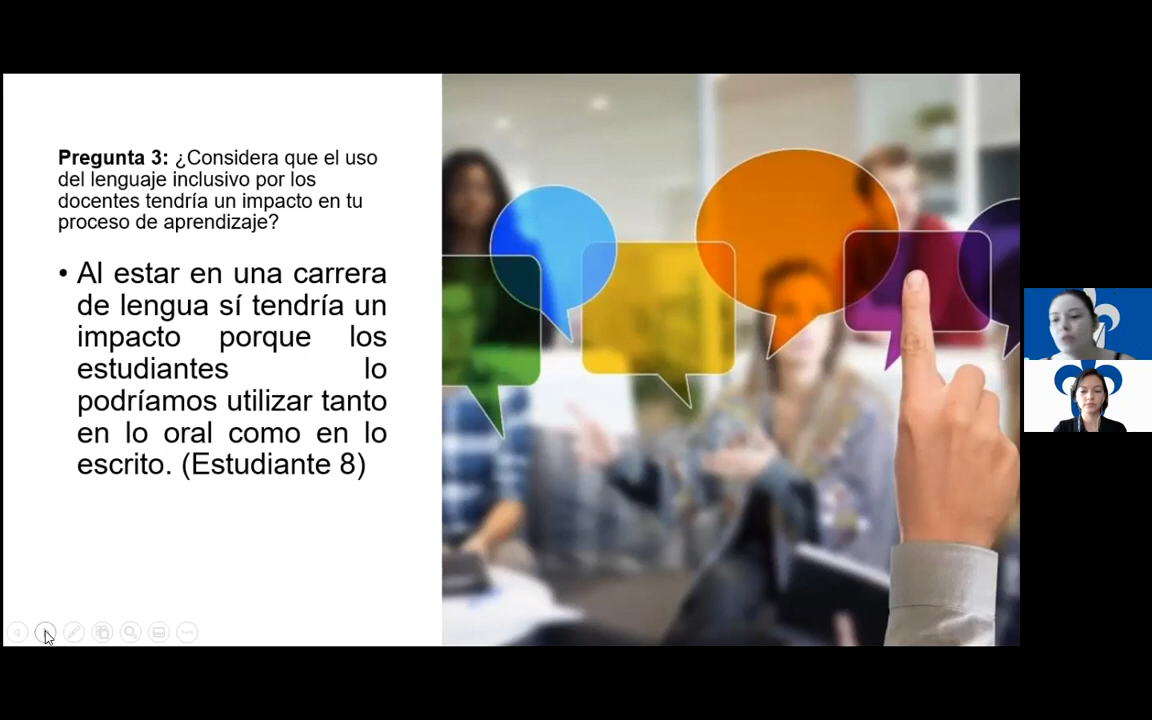 Pregunta 3: ¿Considera que el uso
del lenguaje inclusivo por los
docentes tendría un impacto en tu
proceso de aprendizaje?
• Al estar en una carrera
de lengua sí tendría un
impacto porque los
estudiantes lo
podríamos utilizar tanto
en lo oral como en lo
escrito. (Estudiante 8)